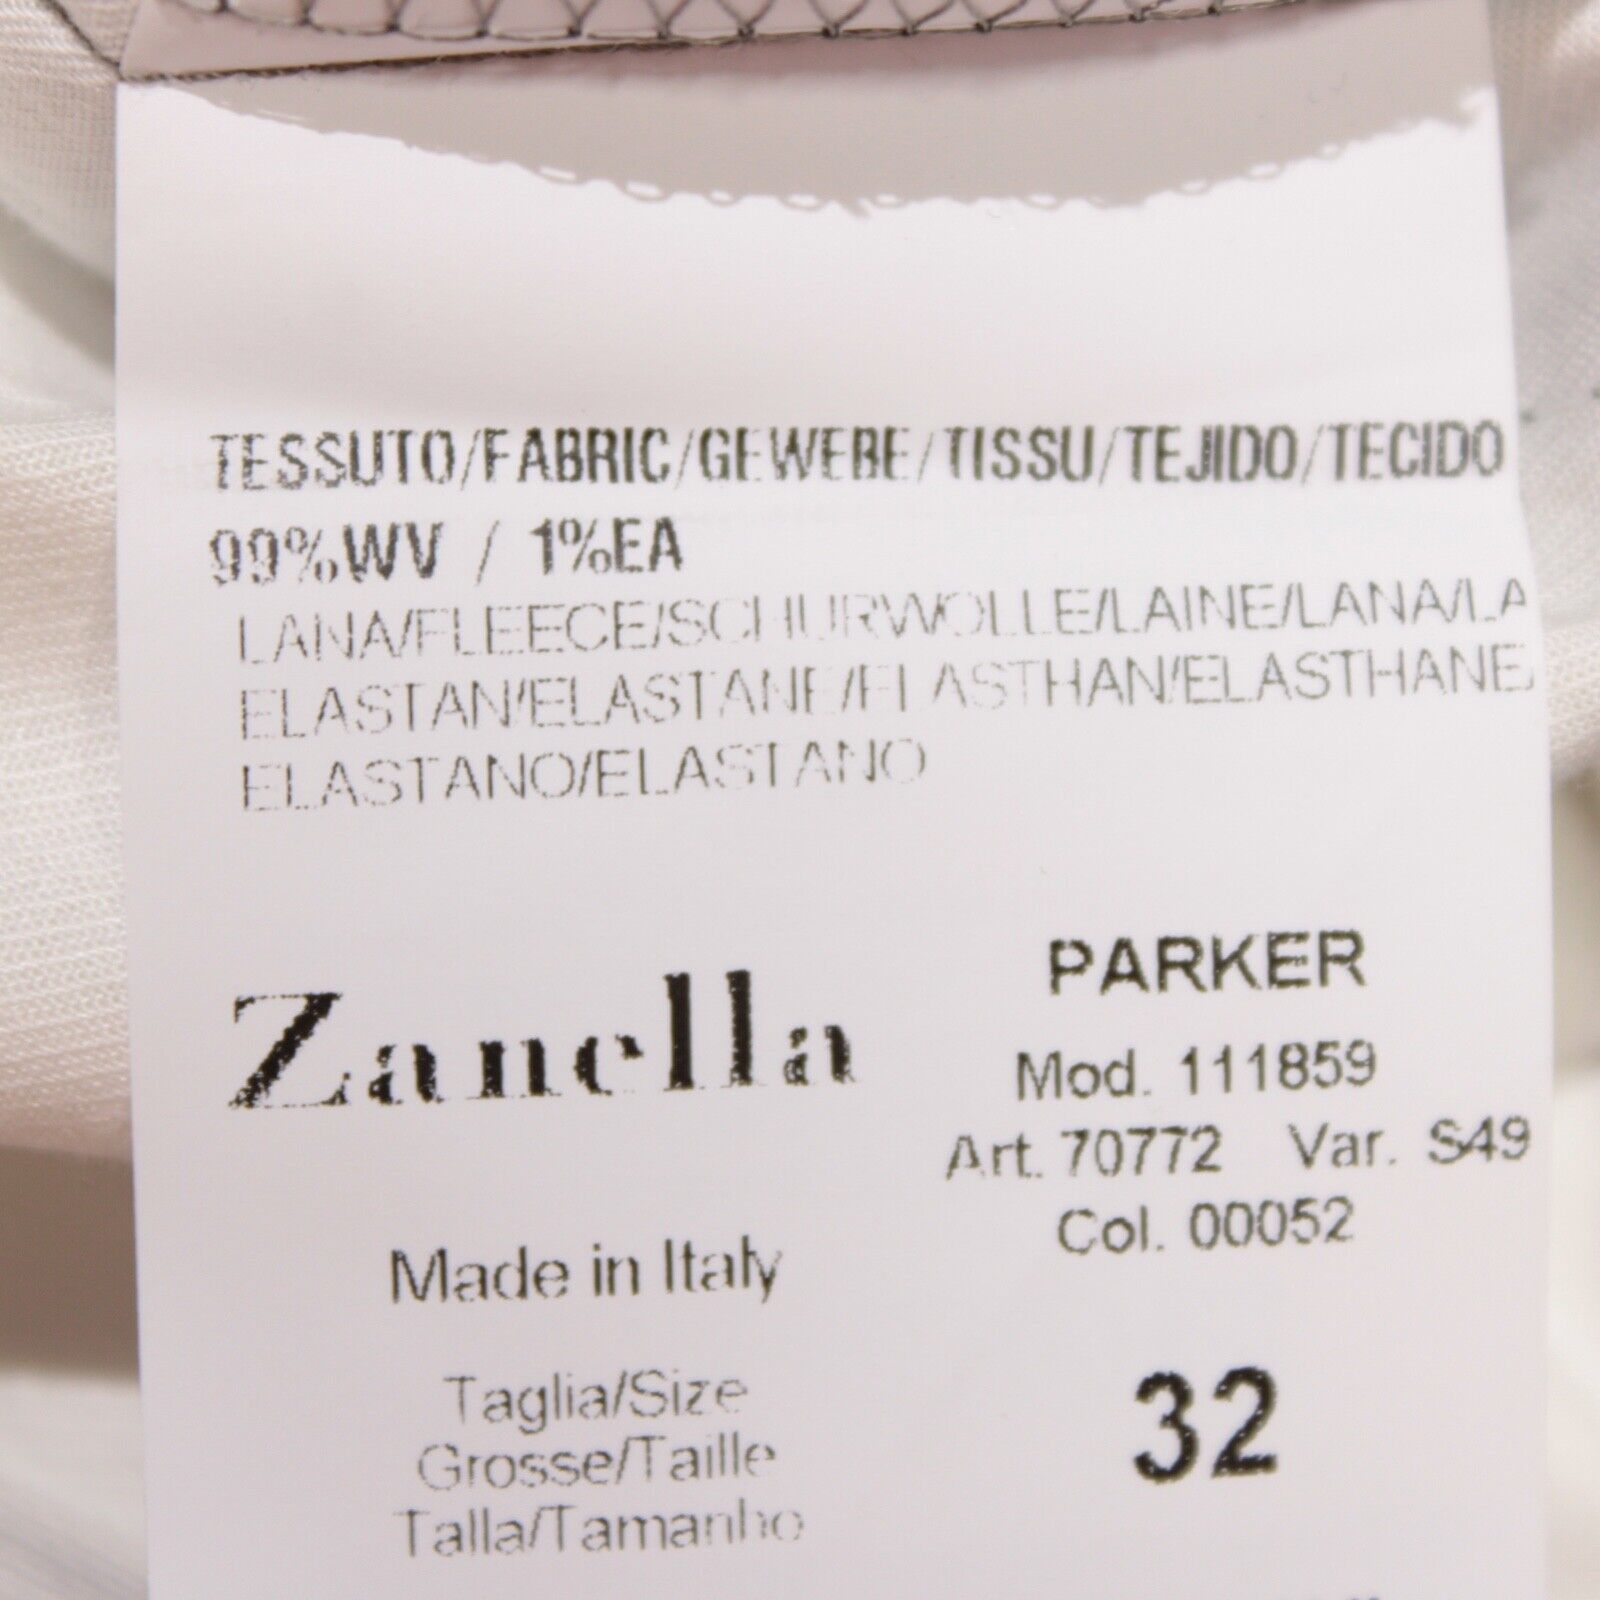 TESSUTO/FABRIC/GEWEBE/TISSU/TEJIDO/TECIDO
99%WV / 1%EA
LANA/FLEECE/SCHURWOLLE/LAINE/LANA/LA
ELASTAN/ELASTANE/ELASTHAN/ELASTHANE/
ELASTANO/ELASTANO
Zanella
PARKER
Mod. 111859
Art. 70772 Var. S49
Col. 00052
Made in Italy
Taglia/Size
Grosse/Taille
Talla/Tamanho
32